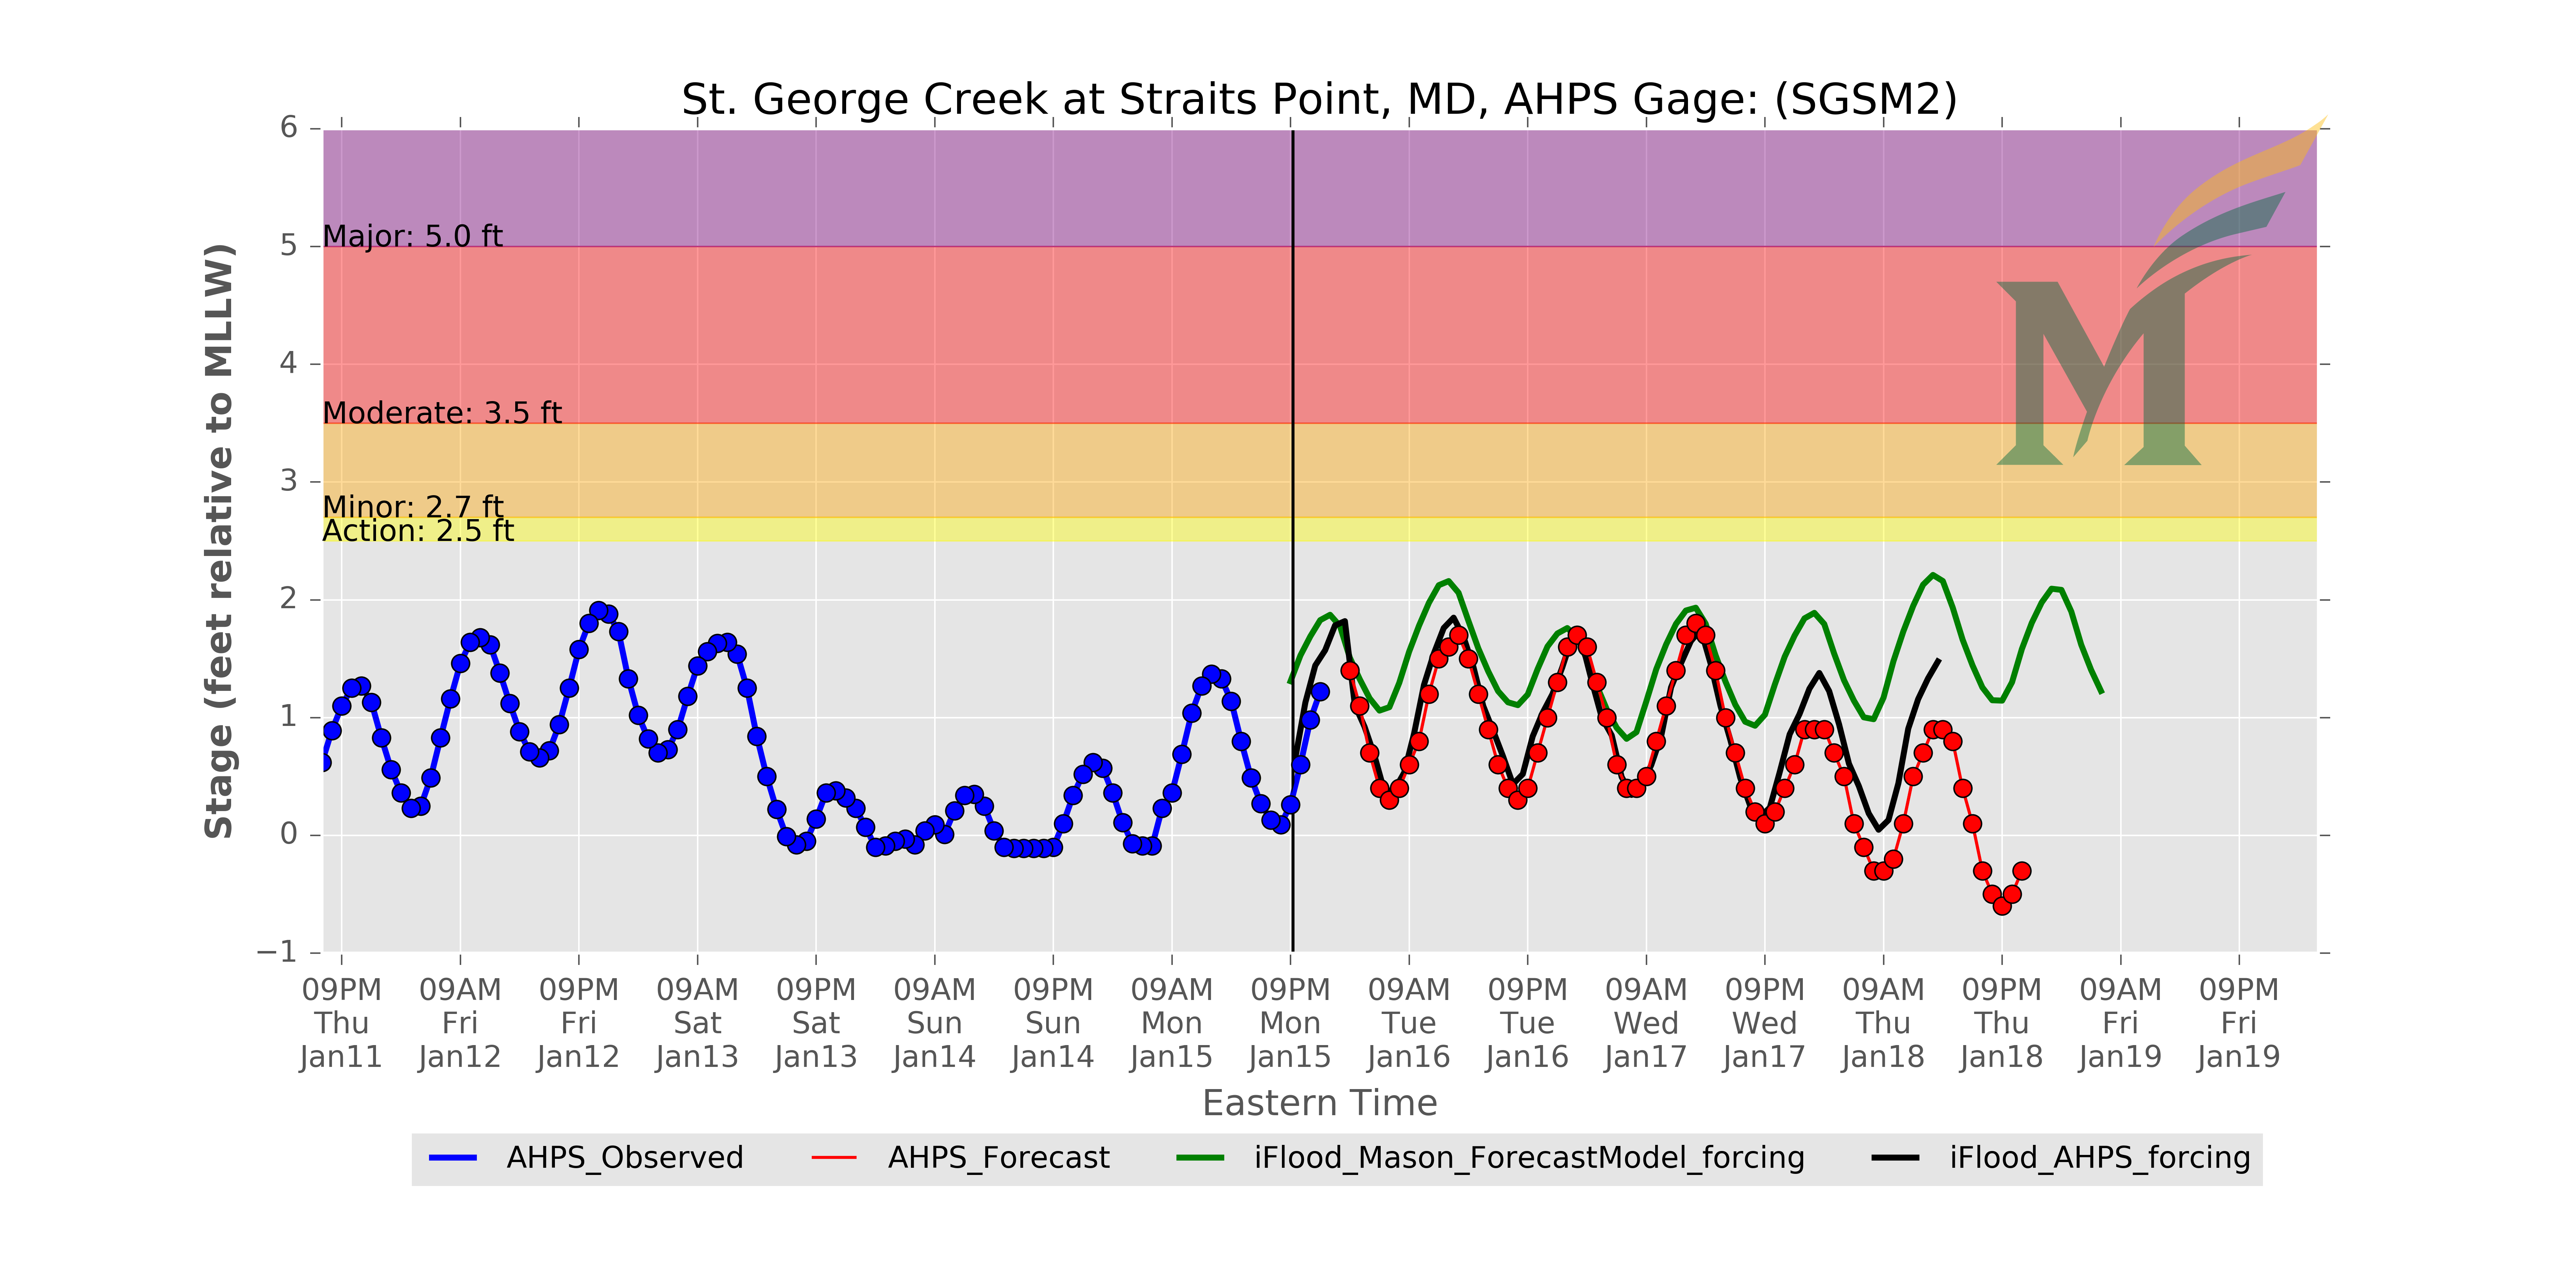 St. George Creek at Straits Point, MD, AHPS Gage: (SGSM2)
Stage (feet relative to MLLW)
6
5
4
3
2
1
0
−1
Major: 5.0 ft
Moderate: 3.5 ft
Minor: 2.7 ft
Action: 2.5 ft
M
09PM 09AM 09PM 09AM 09PM 09AM 09PM 09AM 09PM 09AM 09PM 09AM 09PM 09AM 09PM 09AM 09PM
Thu Fri Fri Sat Sat Sun Sun Mon Mon Tue Tue Wed Wed Thu Thu Fri Fri
Jan11 Jan12 Jan12 Jan13 Jan13 Jan14 Jan14 Jan15 Jan15 Jan16 Jan16 Jan17 Jan17 Jan18 Jan18 Jan19 Jan19
Eastern Time
AHPS_Observed AHPS_Forecast iFlood_Mason_ForecastModel_forcing iFlood_AHPS_forcing